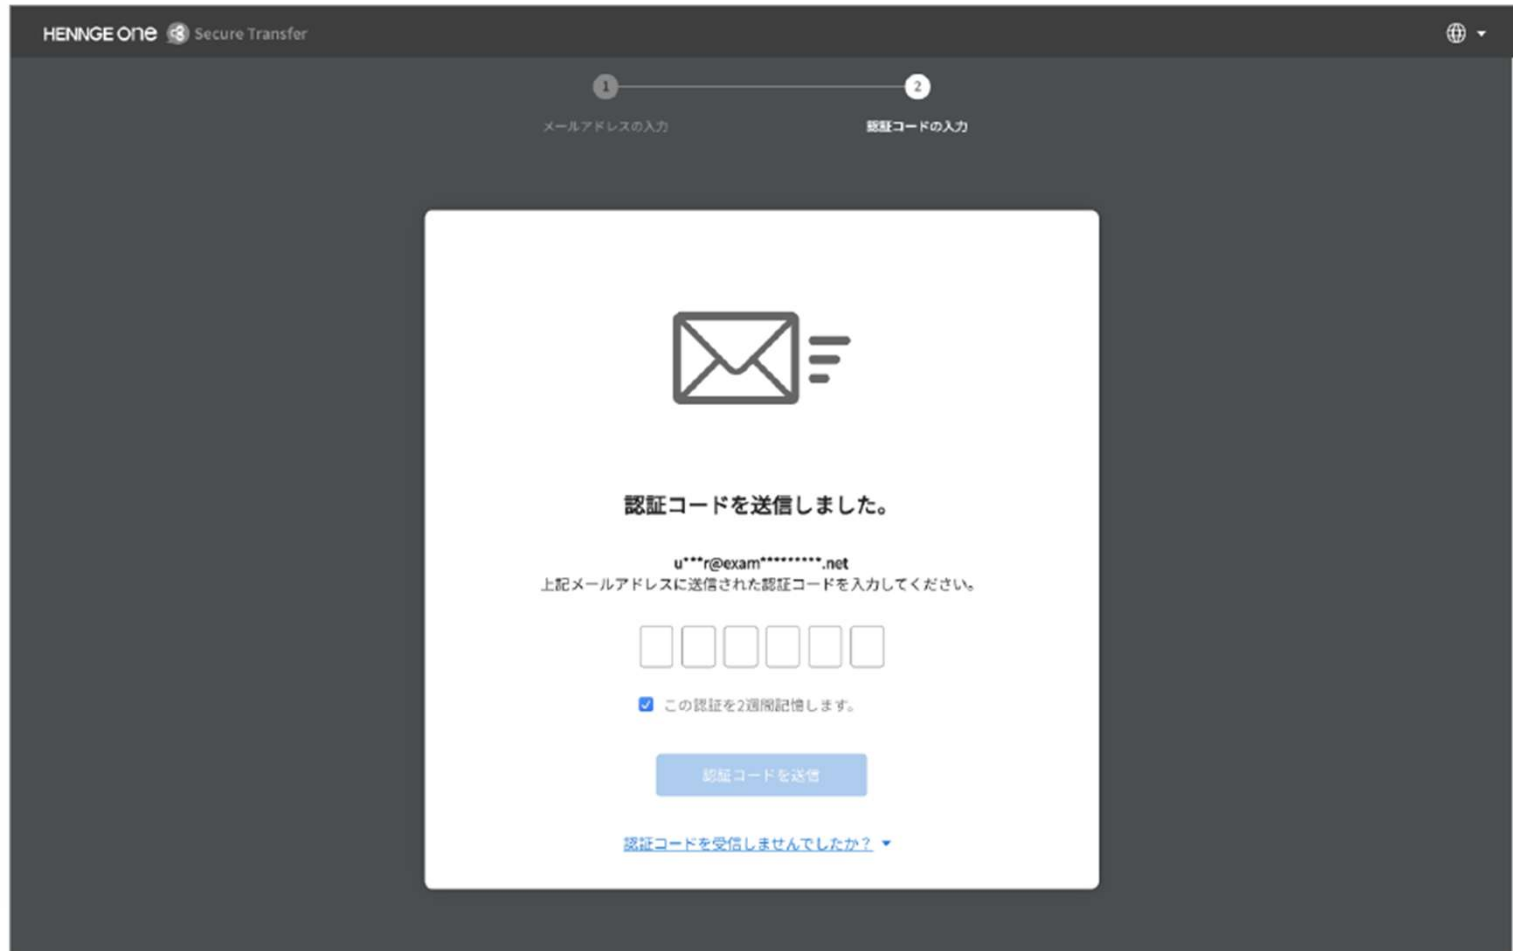 HENNGE One Secure Transfer
1 2
メールアドレスの入力 認証コードの入力
認証コードを送信しました。
u***r@exam*********.net
上記メールアドレスに送信された認証コードを入力してください。
この認証を2週間記憶します。
認証コードを送信
認証コードを受信しませんでしたか？